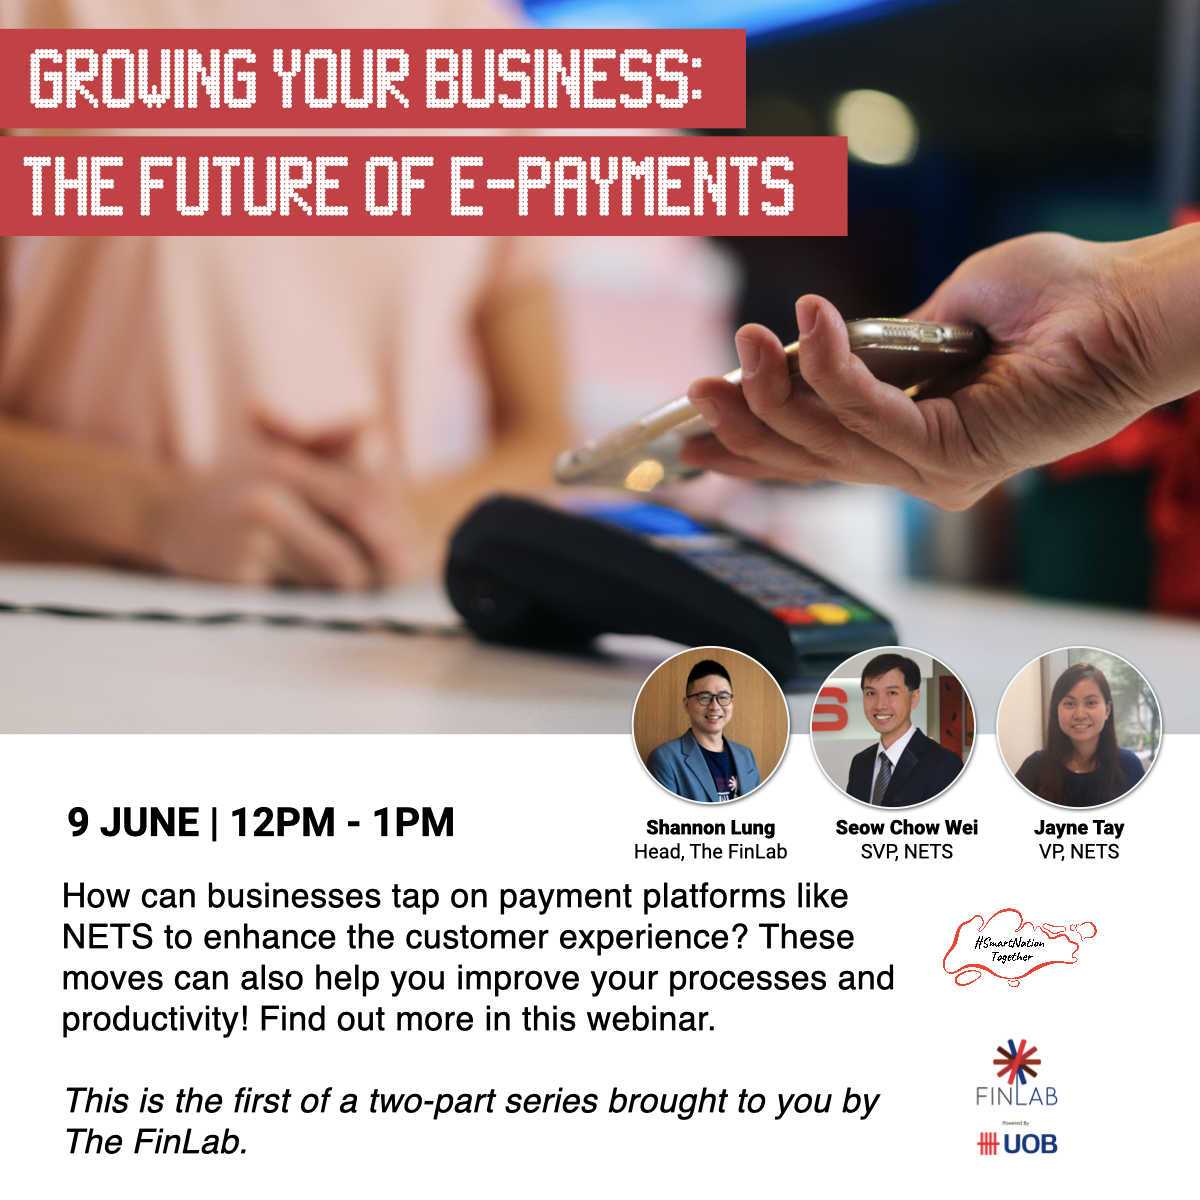 GROWING YOUR BUSINESS:
THE FUTURE OF E-PAYMENTS
S
Shannon Lung
Head, The FinLab
Seow Chow Wei
SVP, NETS
Jayne Tay
VP, NETS
9 JUNE | 12PM - 1PM
How can businesses tap on payment platforms like
NETS to enhance the customer experience? These
moves can also help you improve your processes and
productivity! Find out more in this webinar.
This is the first of a two-part series brought to you by
The FinLab.
#SmartNation
Together
FINLAB
Powered By
UOB